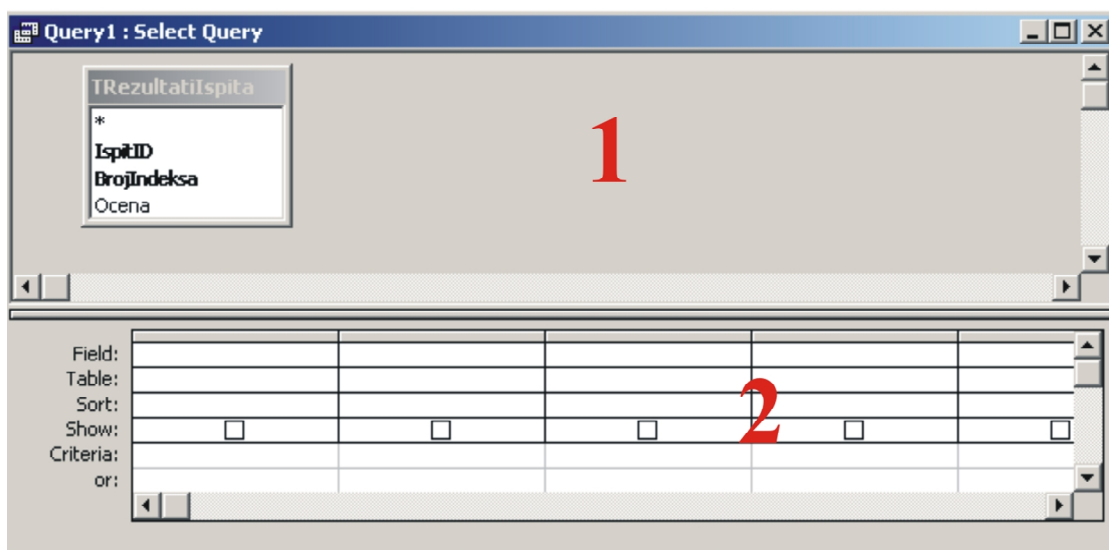 Query1 : Select Query
TRezultatiIspita
*
IspitID
BrojIndeksa
Ocena
1
Field:
Table:
Sort:
Show:
Criteria:
or:
2